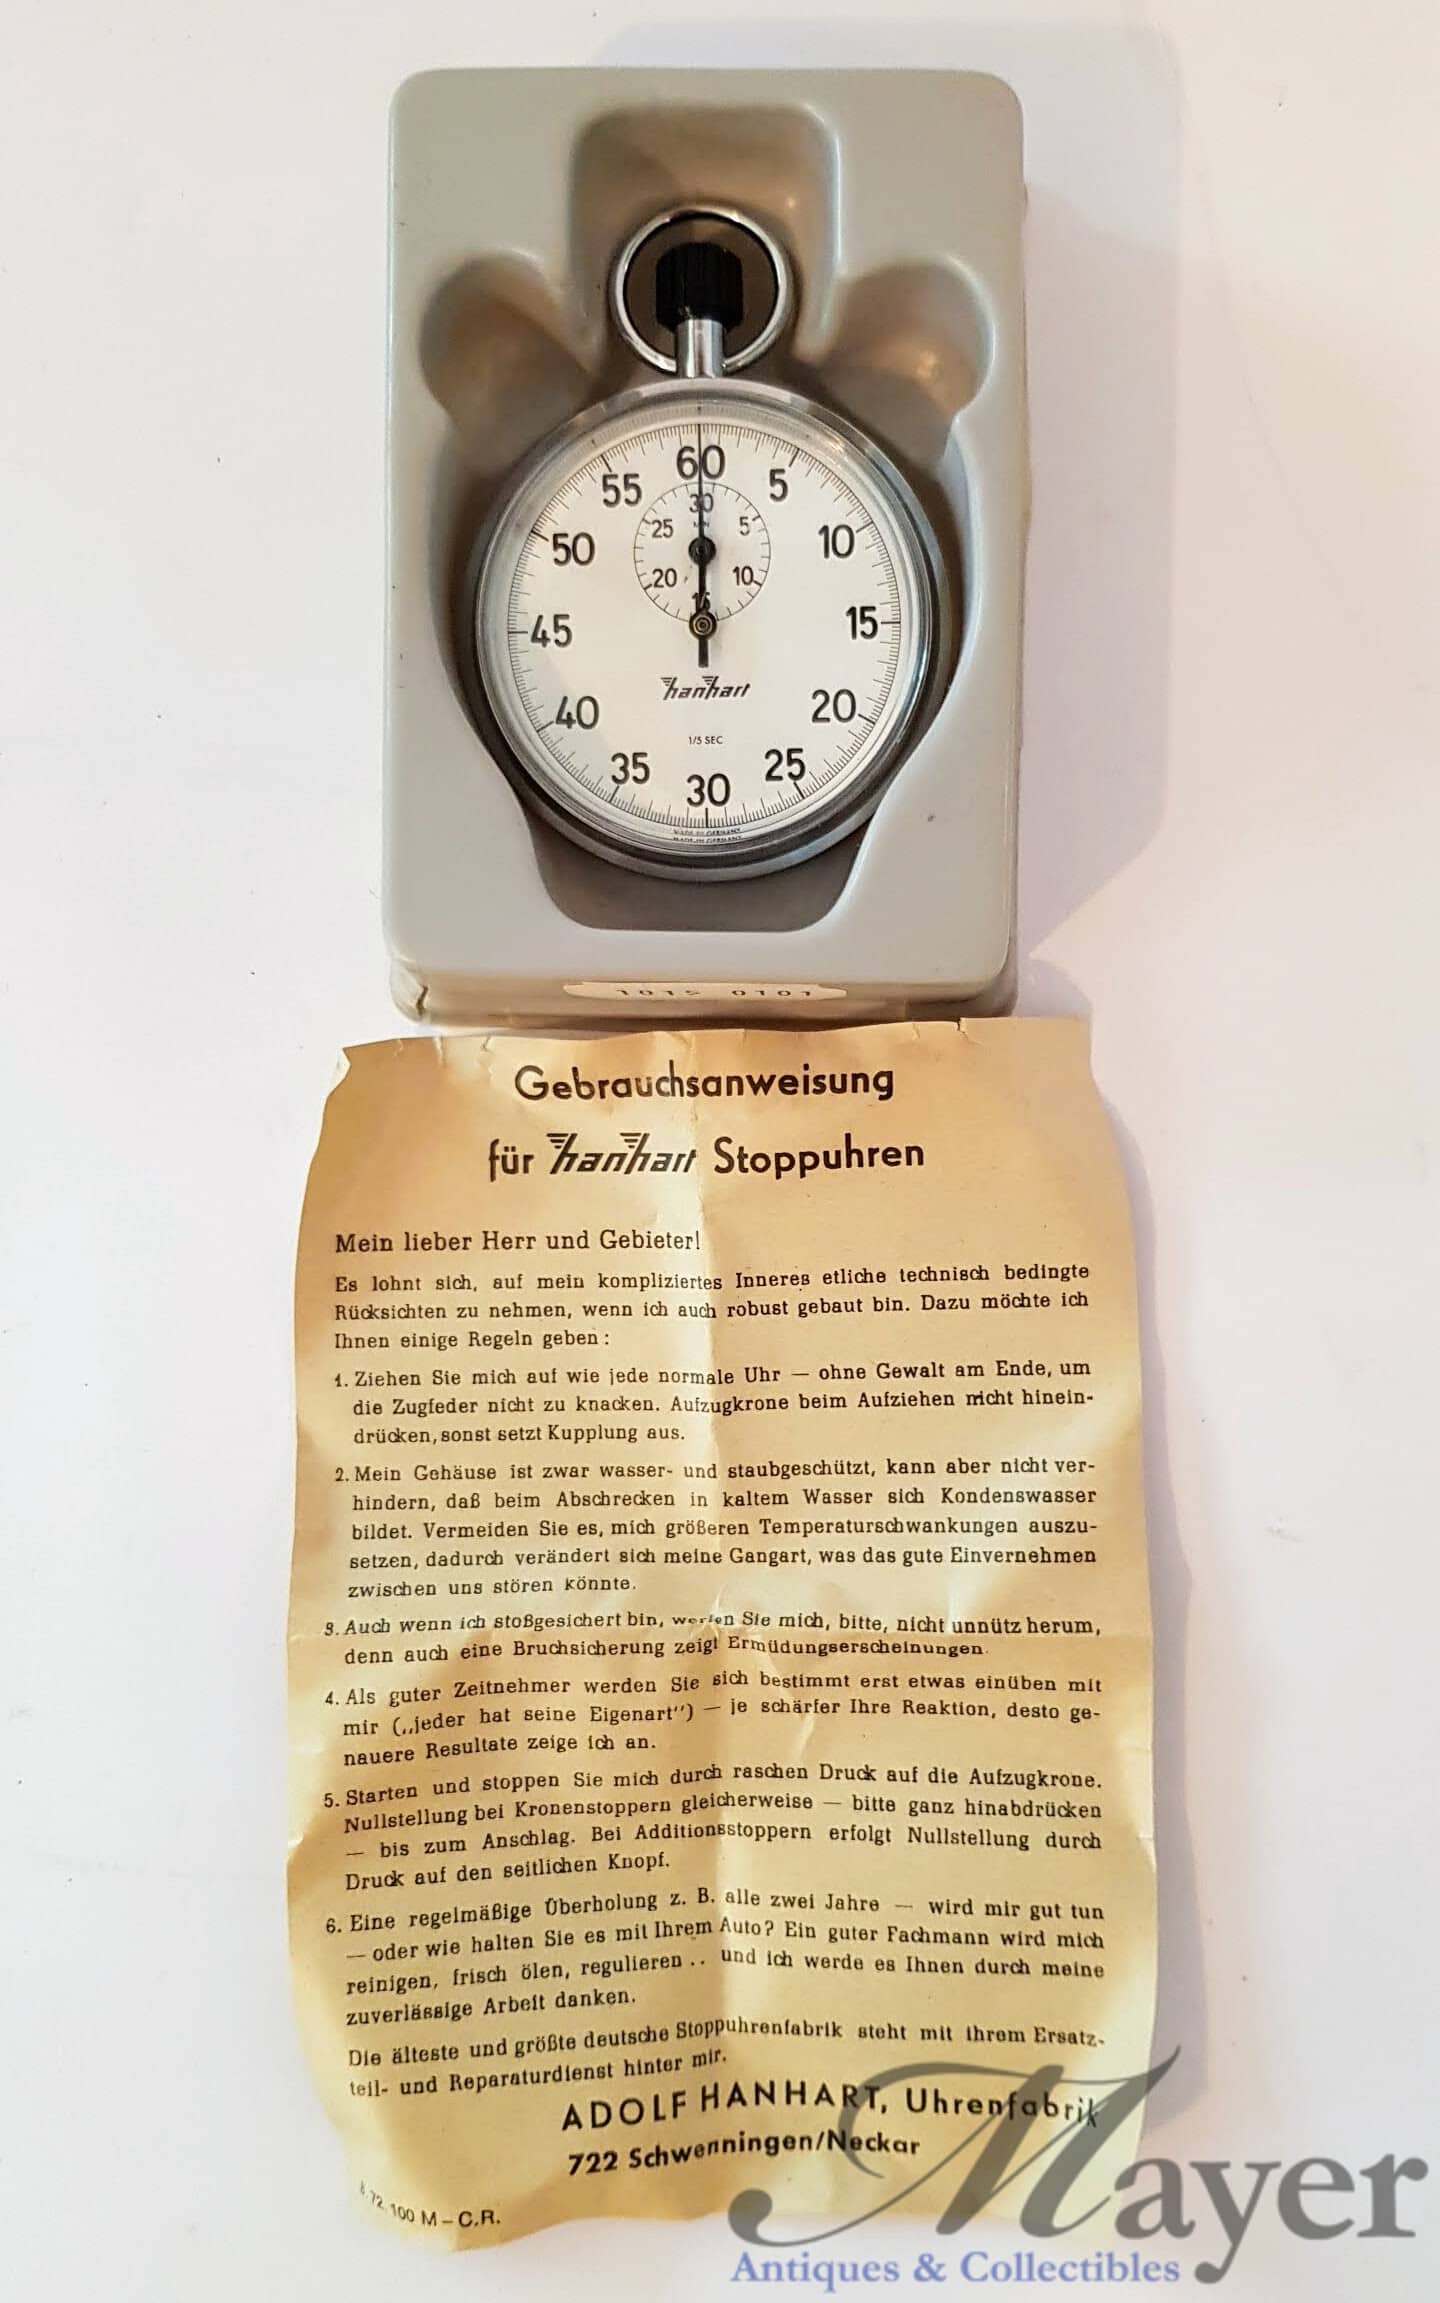 60
55
5
30
25
5
50
10
20
10
15
45
15
40
20
hanhart
1/5 SEC
35
25
30
MADE IN GERMANY
MADE IN GERMANY
1015 0101
Gebrauchsanweisung
für hanhart Stoppuhren
Mein lieber Herr und Gebieter!
Es lohnt sich, auf mein kompliziertes Inneres etliche technisch bedingte
Rücksichten zu nehmen, wenn ich auch robust gebaut bin. Dazu möchte ich
Ihnen einige Regeln geben:
1. Ziehen Sie mich auf wie jede normale Uhr — ohne Gewalt am Ende, um
die Zugfeder nicht zu knacken. Aufzugkrone beim Aufziehen nicht hinein-
drücken, sonst setzt Kupplung aus.
2. Mein Gehäuse ist zwar wasser- und staubgeschützt, kann aber nicht ver-
hindern, daß beim Abschrecken in kaltem Wasser sich Kondenswasser
bildet. Vermeiden Sie es, mich größeren Temperaturschwankungen auszu-
setzen, dadurch verändert sich meine Gangart, was das gute Einvernehmen
zwischen uns stören könnte.
3. Auch wenn ich stoßgesichert bin, werfen Sie mich, bitte, nicht unnütz herum,
denn auch eine Bruchsicherung zeigt Ermüdungserscheinungen.
4. Als guter Zeitnehmer werden Sie sich bestimmt erst etwas einüben mit
mir („jeder hat seine Eigenart") — je schärfer Ihre Reaktion, desto ge-
nauere Resultate zeige ich an.
5. Starten und stoppen Sie mich durch raschen Druck auf die Aufzugkrone.
Nullstellung bei Kronenstoppern gleicherweise — bitte ganz hinabdrücken
— bis zum Anschlag. Bei Additionsstoppern erfolgt Nullstellung durch
Druck auf den seitlichen Knopf.
6. Eine regelmäßige Überholung z. B. alle zwei Jahre — wird mir gut tun
— oder wie halten Sie es mit Ihrem Auto? Ein guter Fachmann wird mich
reinigen, frisch ölen, regulieren .. und ich werde es Ihnen durch meine
zuverlässige Arbeit danken.
Die älteste und größte deutsche Stoppuhrenfabrik steht mit ihrem Ersatz-
teil- und Reparaturdienst hinter mir.
ADOLF HANHART, Uhrenfabrik
722 Schwenningen/Neckar
72. 100 M – C.R.
Mayer
Antiques & Collectibles